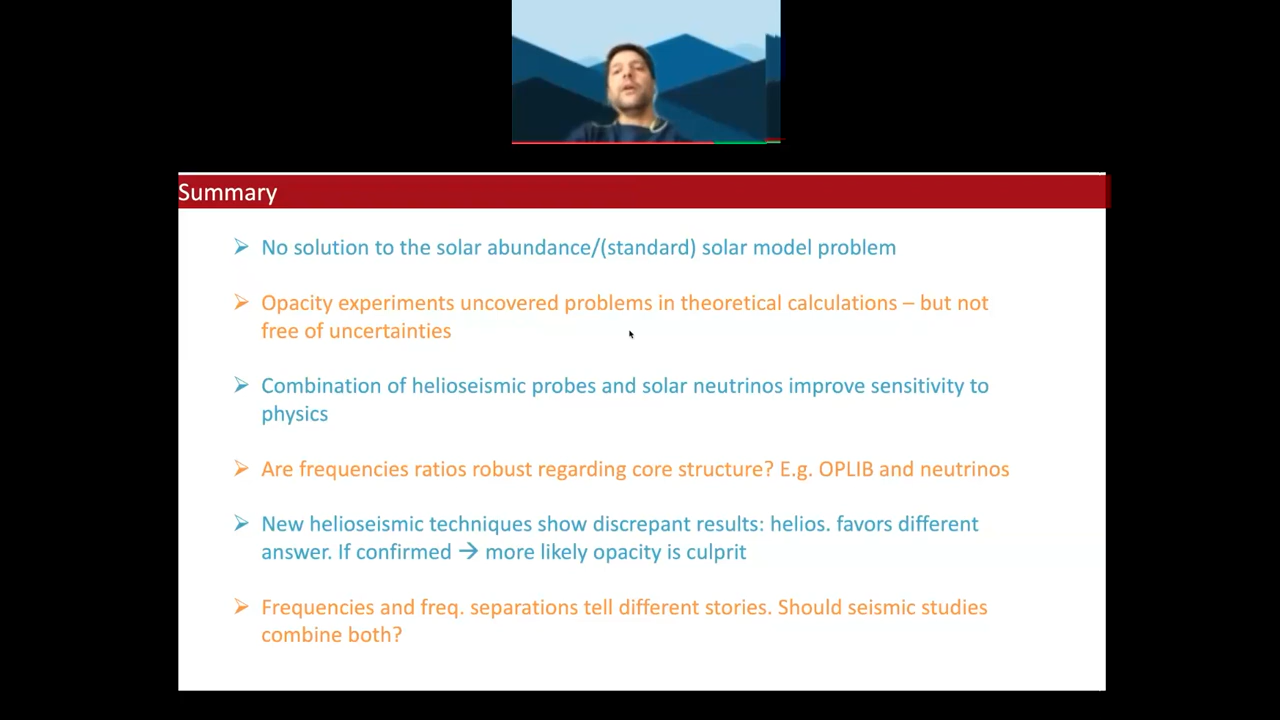 Summary
No solution to the solar abundance/(standard) solar model problem
Opacity experiments uncovered problems in theoretical calculations – but not
free of uncertainties
Combination of helioseismic probes and solar neutrinos improve sensitivity to
physics
Are frequencies ratios robust regarding core structure? E.g. OPLIB and neutrinos
New helioseismic techniques show discrepant results: helios. favors different
answer. If confirmed → more likely opacity is culprit
Frequencies and freq. separations tell different stories. Should seismic studies
combine both?